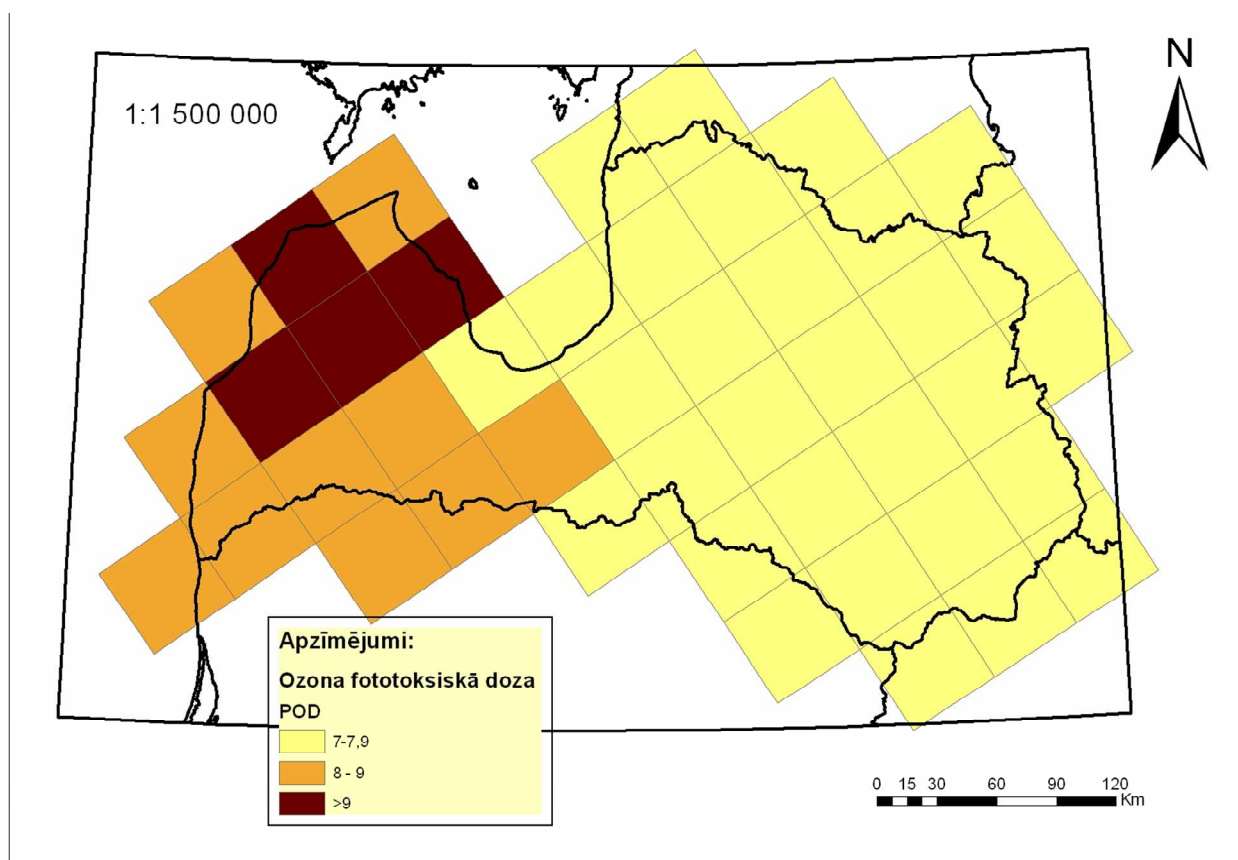 N
1:1 500 000
Apzīmējumi:
Ozona fototoksiskā doza
POD
7-7,9
8 - 9
>9
0 15 30 60 90 120
Km